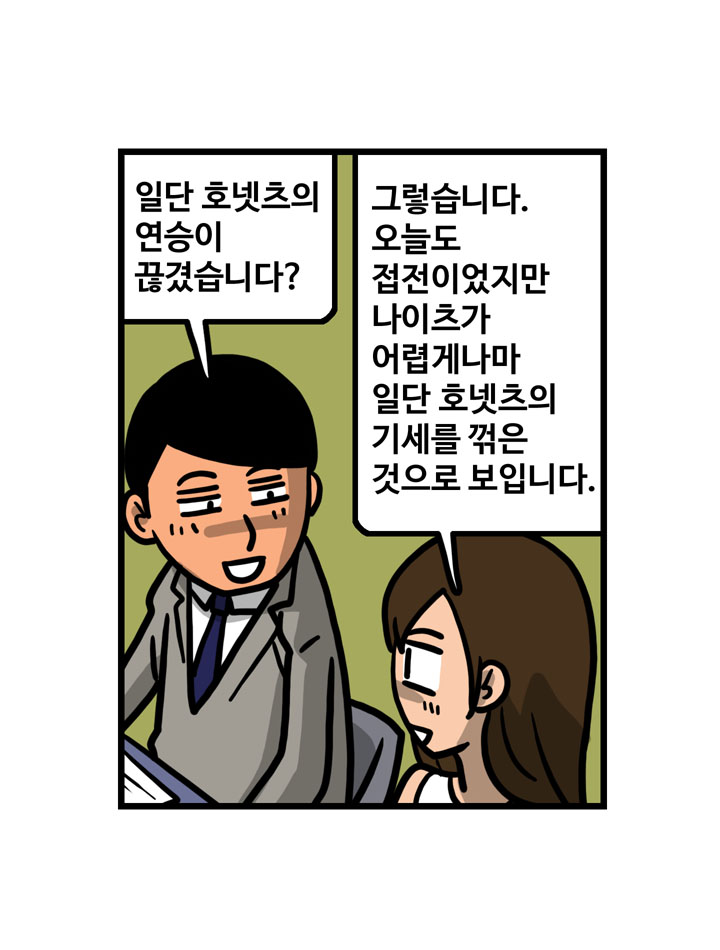 일단 호넷츠의
연승이
끊겼습니다?
그렇습니다.
오늘도
접전이었지만
나이츠가
어렵게나마
일단 호넷츠의
기세를 꺾은
것으로 보입니다.